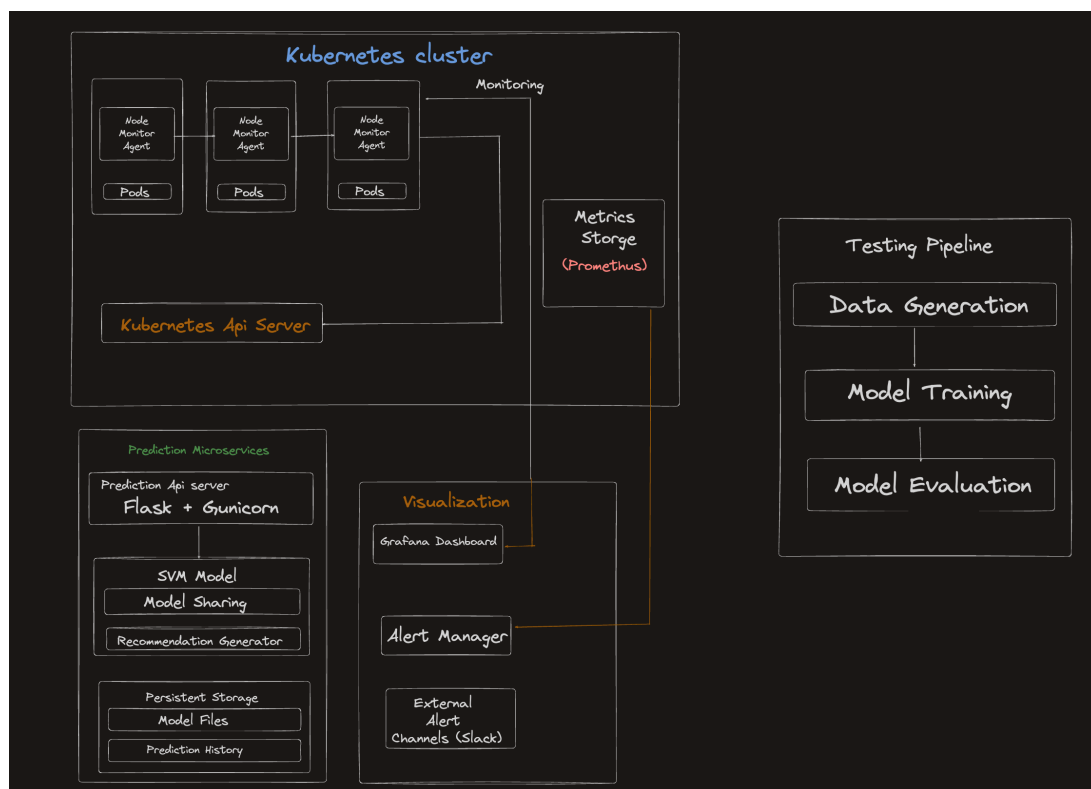 Kubernetes cluster
Monitoring
Node
Monitor
Agent
Pods
Node
Monitor
Agent
Pods
Node
Monitor
Agent
Pods
Metrics
Storge
(Promethus)
Kubernetes Api Server
Testing Pipeline
Data Generation
Model Training
Model Evaluation
Prediction Microservices
Prediction Api server
Flask + Gunicorn
SVM Model
Model Sharing
Recommendation Generator
Persistent Storage
Model Files
Prediction History
Visualization
Grafana Dashboard
Alert Manager
External
Alert
Channels (Slack)